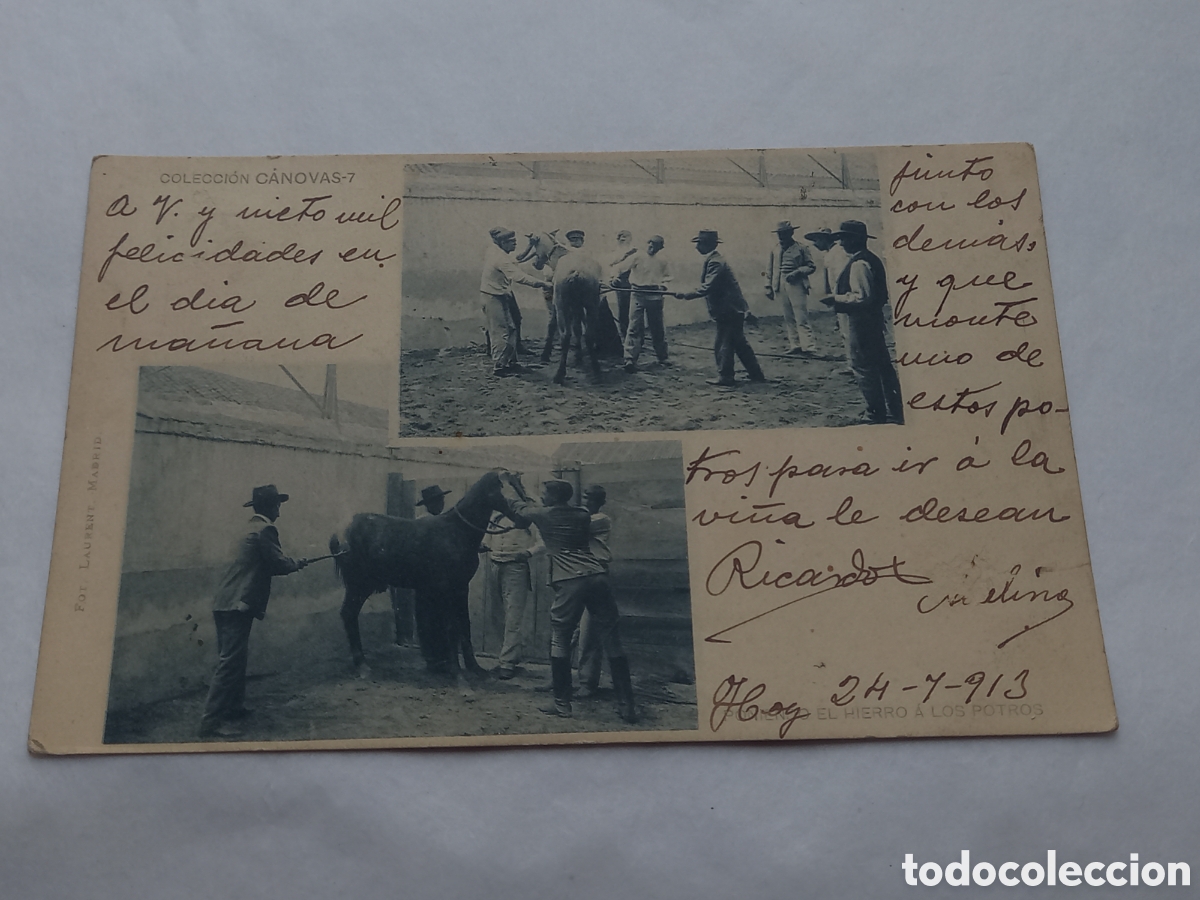 COLECCIÓN CÁNOVAS-7
A V. y nieto mil
felicidades en
el dia de
mañana
junto
con los
demás,
y que
monte
uno de
estos po-
tros para ir á la
viña le desean
Ricardo
Hoy 24-7-913
PONIENDO EL HIERRO Á LOS POTROS
FOT. LAURENT MADRID.
todocoleccion